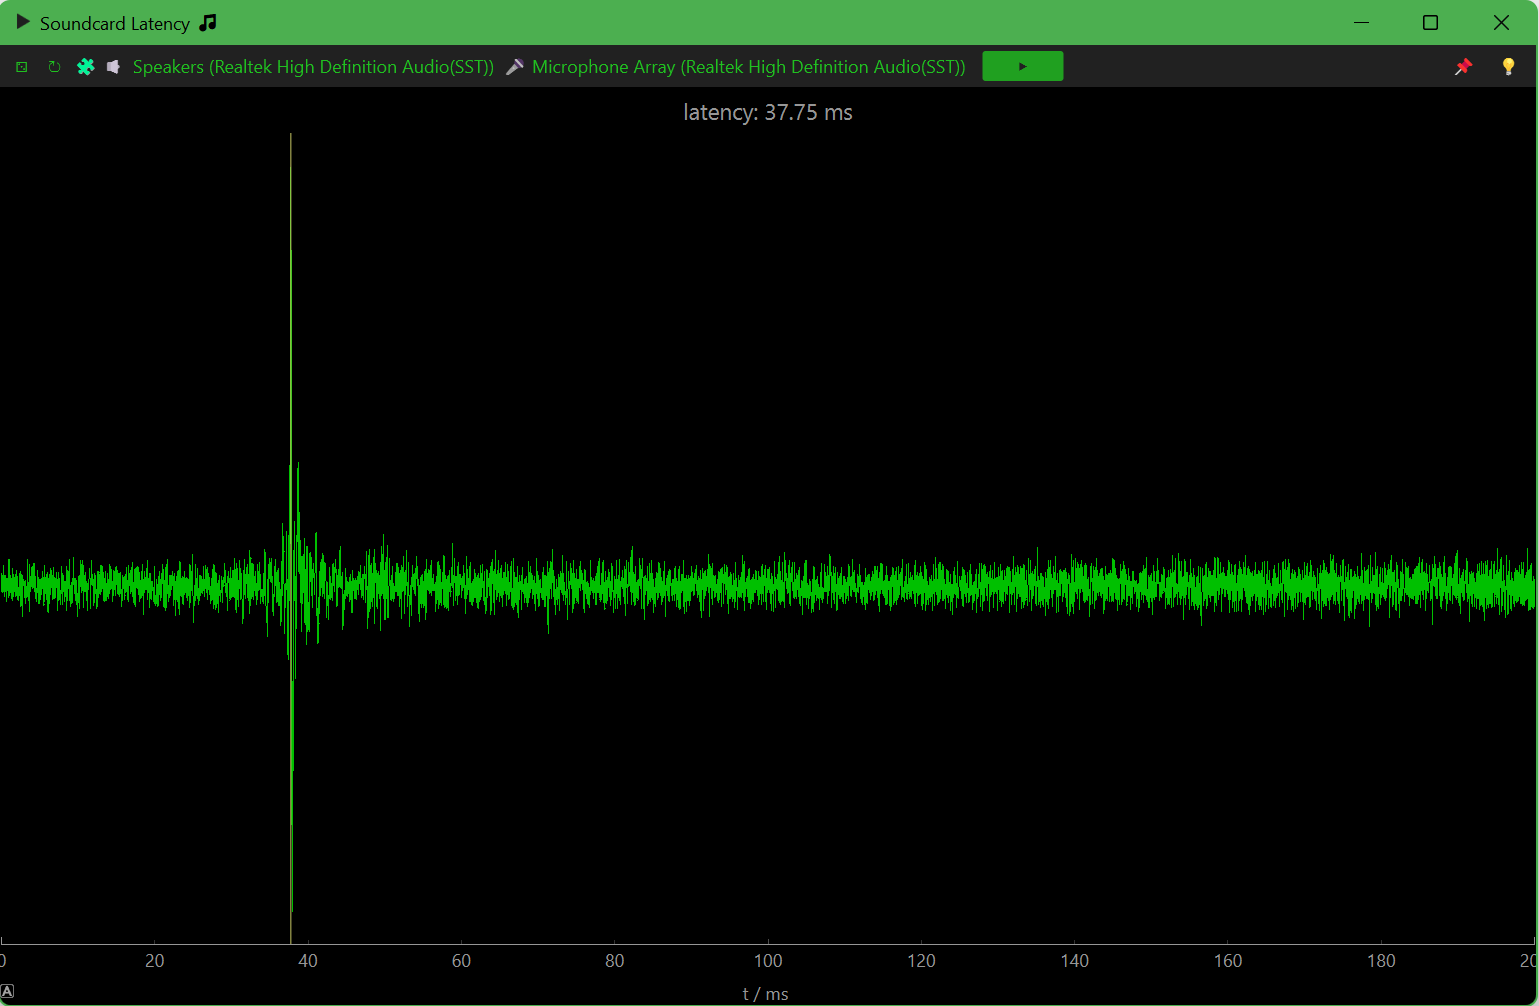 Soundcard Latency
Speakers (Realtek High Definition Audio(SST)) Microphone Array (Realtek High Definition Audio(SST))
latency: 37.75 ms
0 20 40 60 80 100 120 140 160 180 20
A
t / ms